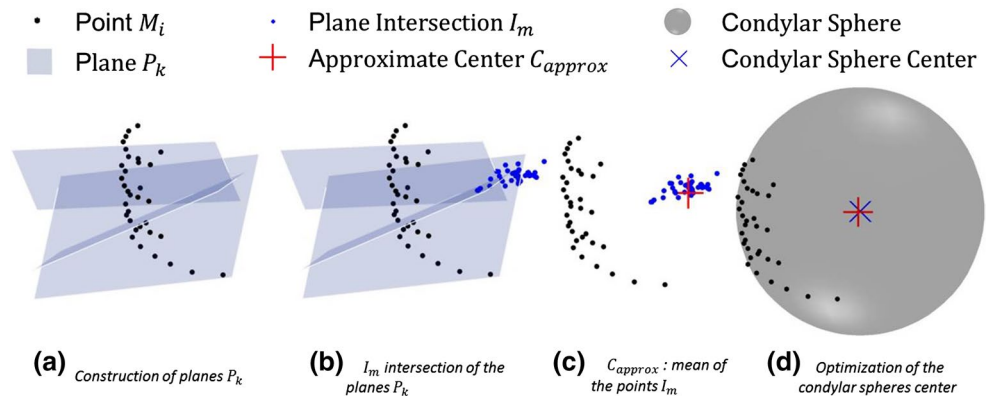 Point M_i
Plane Intersection I_m
Condylar Sphere
Plane P_k
Approximate Center C_approx
Condylar Sphere Center
(a) Construction of planes P_k
(b) I_m intersection of the
planes P_k
(c) C_approx : mean of
the points I_m
(d) Optimization of the
condylar spheres center